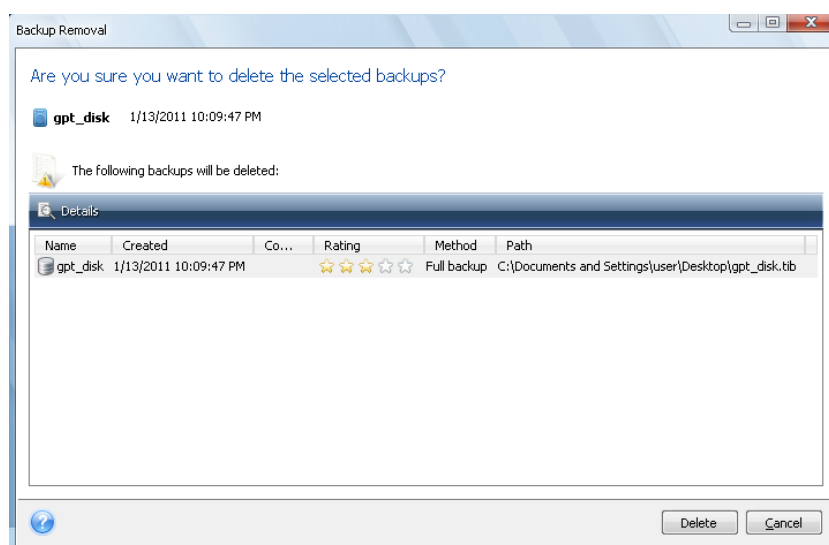 Backup Removal
Are you sure you want to delete the selected backups?
gpt_disk 1/13/2011 10:09:47 PM
The following backups will be deleted:
Details
Name Created Co... Rating Method Path
gpt_disk 1/13/2011 10:09:47 PM Full backup C:\Documents and Settings\user\Desktop\gpt_disk.tib
Delete Cancel